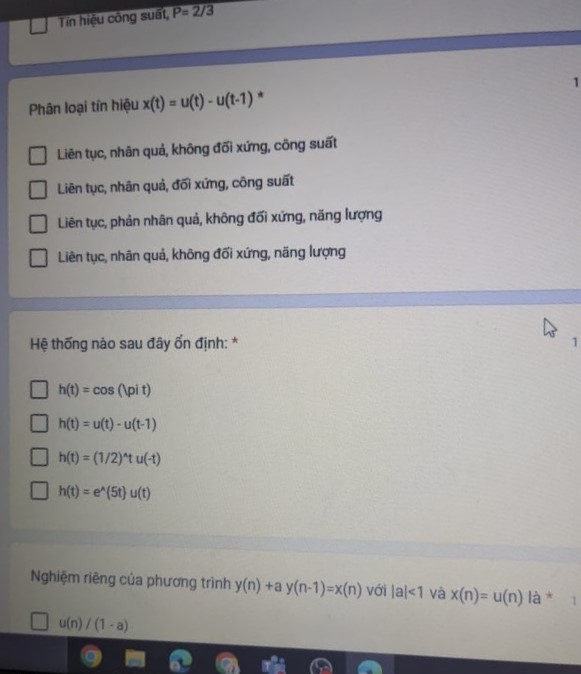 Tín hiệu công suất, P= 2/3
1
Phân loại tín hiệu x(t) = u(t) - u(t-1) *
Liên tục, nhân quả, không đối xứng, công suất
Liên tục, nhân quả, đối xứng, công suất
Liên tục, phản nhân quả, không đối xứng, năng lượng
Liên tục, nhân quả, không đối xứng, năng lượng
Hệ thống nào sau đây ổn định: *
1
h(t) = cos (\pi t)
h(t) = u(t) - u(t-1)
h(t) = (1/2)^t u(-t)
h(t) = e^{5t} u(t)
Nghiệm riêng của phương trình y(n) +a y(n-1)=x(n) với |a|<1 và x(n)= u(n) là *
1
u(n) / (1 - a)